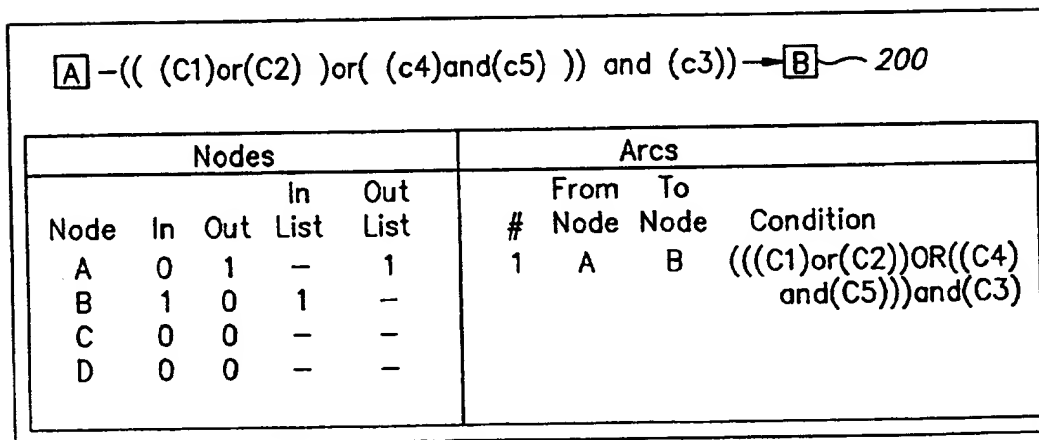 A -(( (C1)or(C2) )or( (c4)and(c5) )) and (c3))→B 200
Nodes Arcs
In Out From To
Node In Out List List # Node Node Condition
A 0 1 – 1 1 A B (((C1)or(C2))OR((C4)
B 1 0 1 – and(C5)))and(C3)
C 0 0 – –
D 0 0 – –